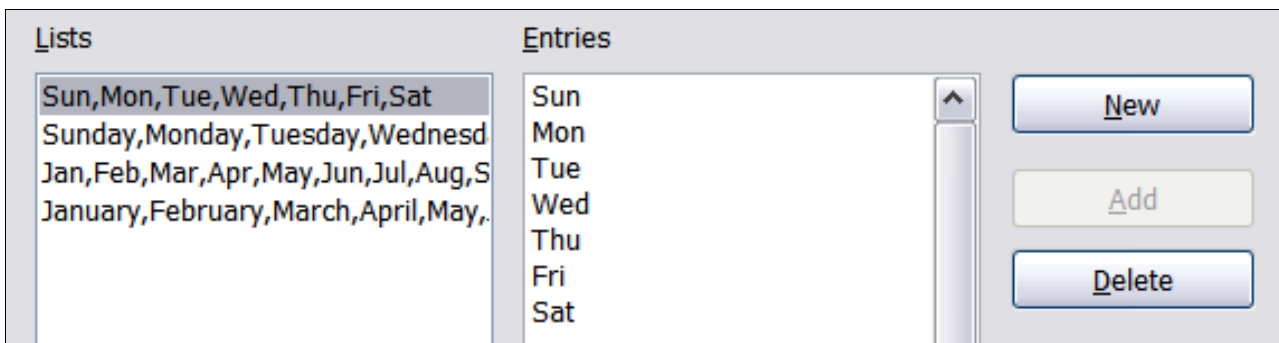 Lists
Entries
Sun,Mon,Tue,Wed,Thu,Fri,Sat
Sunday,Monday,Tuesday,Wednesd
Jan,Feb,Mar,Apr,May,Jun,Jul,Aug,S
January,February,March,April,May,.
Sun
Mon
Tue
Wed
Thu
Fri
Sat
New
Add
Delete